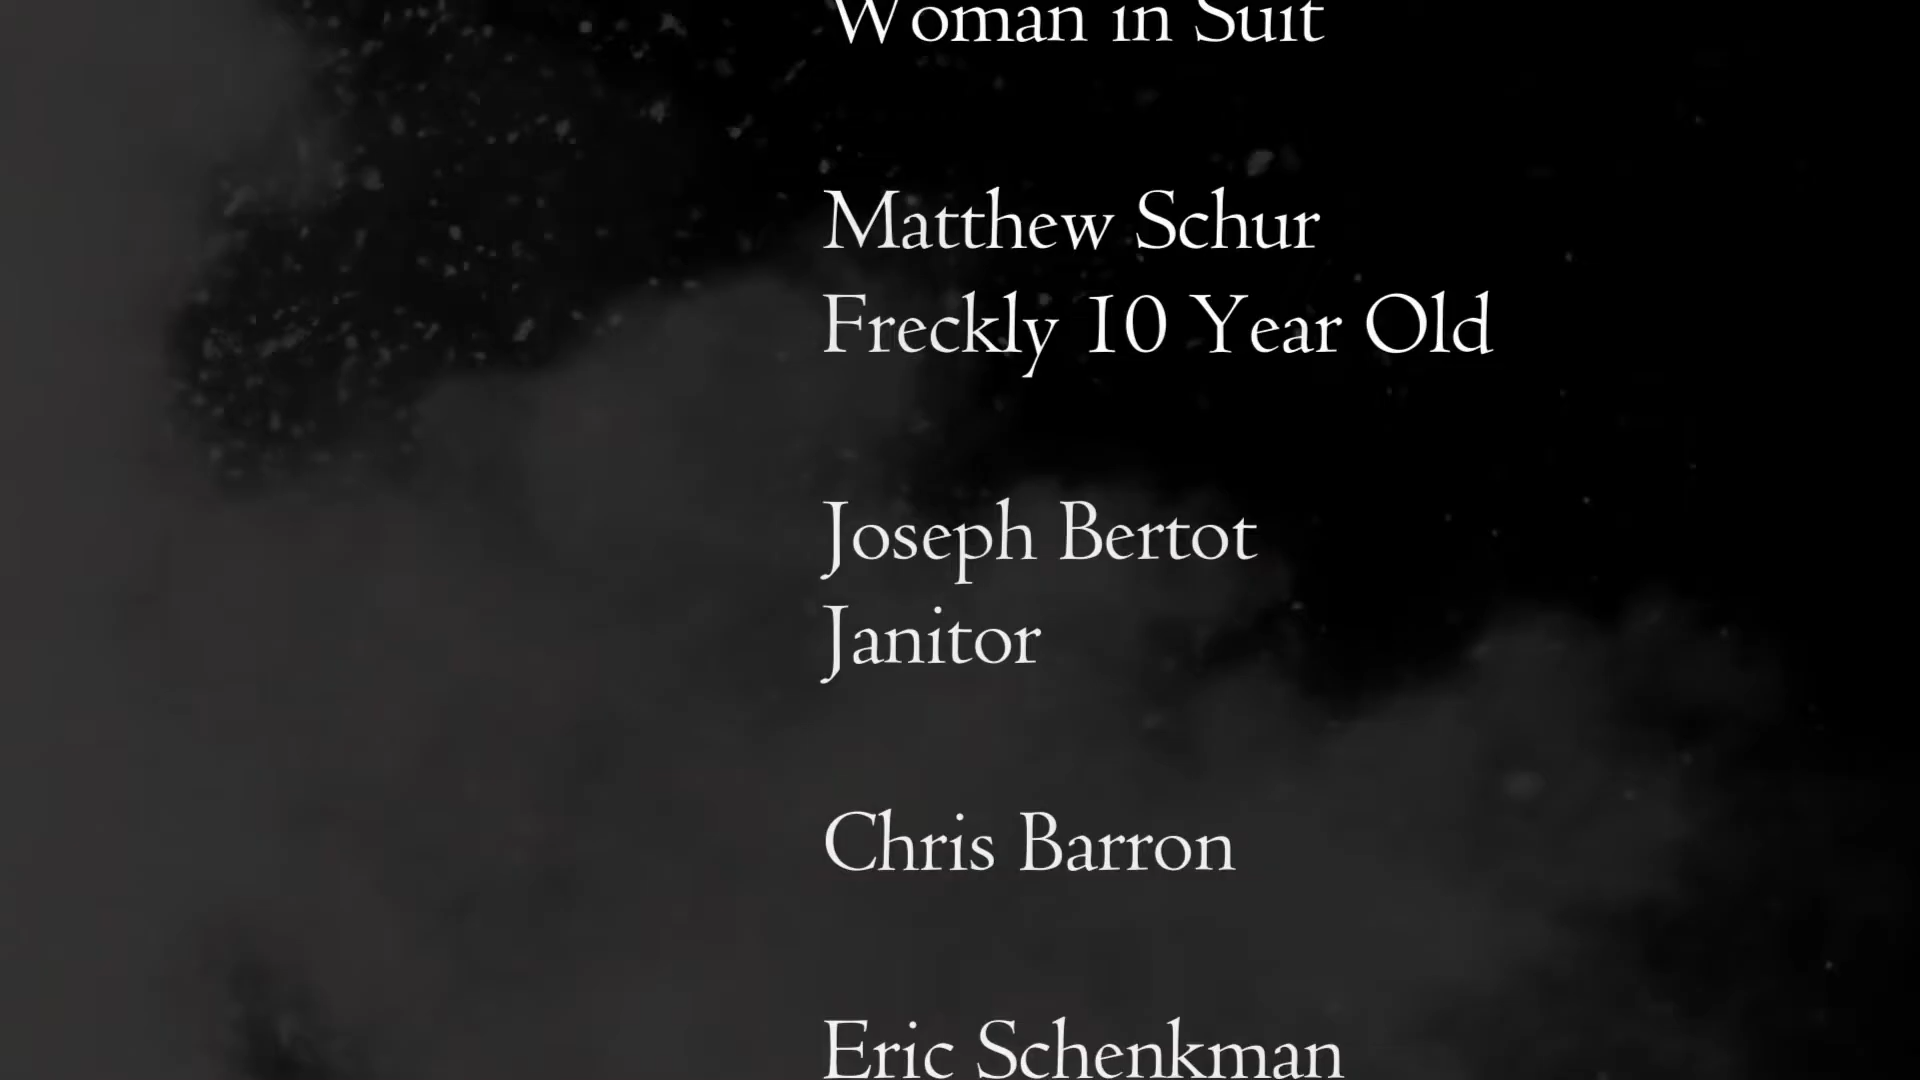 Woman in Suit
Matthew Schur
Freckly 10 Year Old
Joseph Bertot
Janitor
Chris Barron
Eric Schenkman